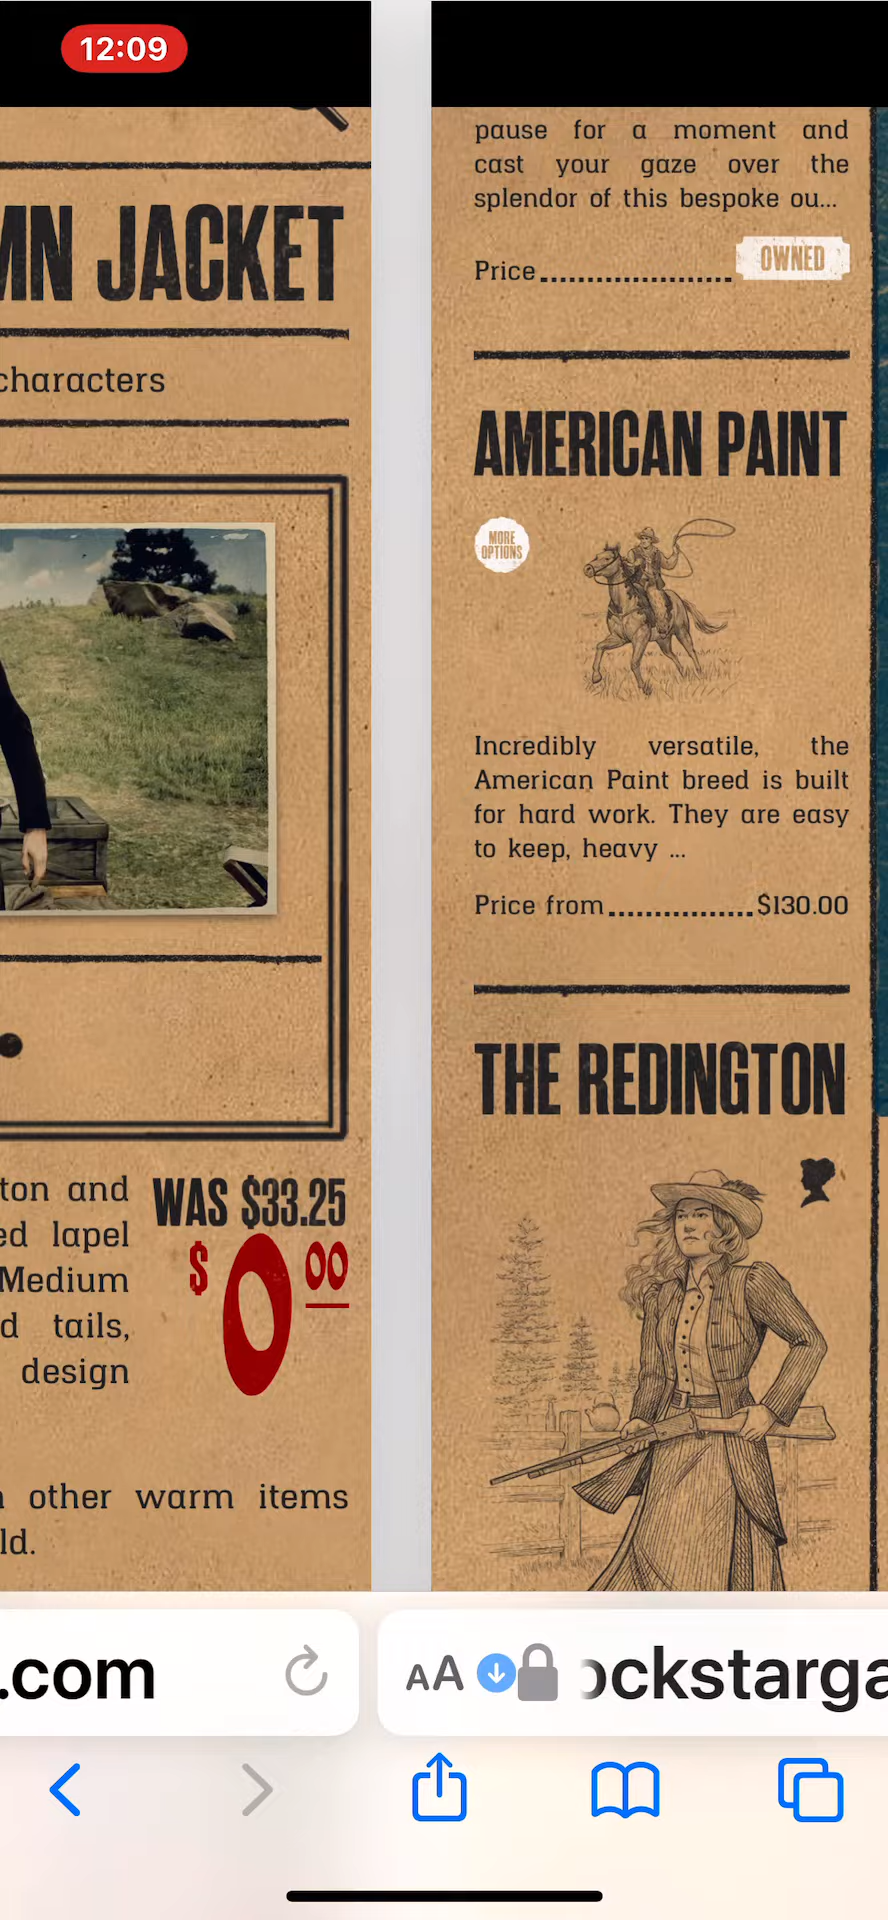 12:09
MN JACKET
characters
ton and
ed lapel
Medium
d tails,
design
WAS $33.25
$0 00
other warm items
ld.
pause for a moment and
cast your gaze over the
splendor of this bespoke ou...
Price
OWNED
AMERICAN PAINT
MORE
OPTIONS
Incredibly versatile, the
American Paint breed is built
for hard work. They are easy
to keep, heavy ...
Price from $130.00
THE REDINGTON
.com
AA
ockstarga